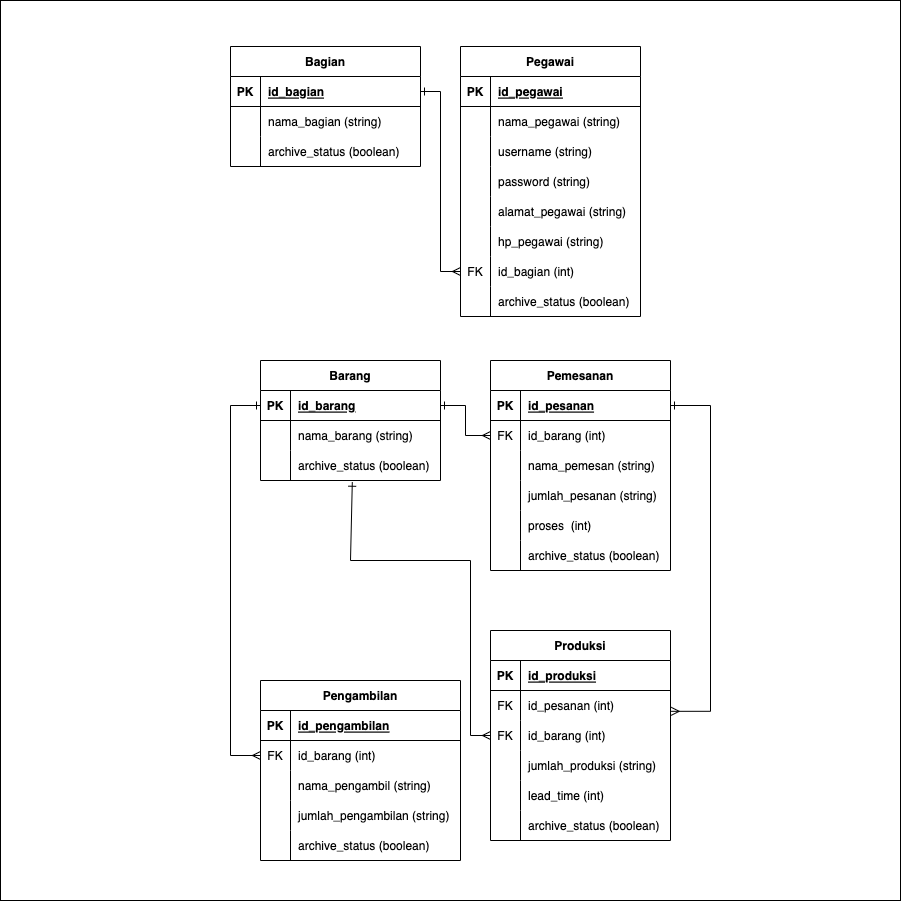 Bagian
PK id_bagian
nama_bagian (string)
archive_status (boolean)
Pegawai
PK id_pegawai
nama_pegawai (string)
username (string)
password (string)
alamat_pegawai (string)
hp_pegawai (string)
FK id_bagian (int)
archive_status (boolean)
Barang
PK id_barang
nama_barang (string)
archive_status (boolean)
Pemesanan
PK id_pesanan
FK id_barang (int)
nama_pemesan (string)
jumlah_pesanan (string)
proses  (int)
archive_status (boolean)
Pengambilan
PK id_pengambilan
FK id_barang (int)
nama_pengambil (string)
jumlah_pengambilan (string)
archive_status (boolean)
Produksi
PK id_produksi
FK id_pesanan (int)
FK id_barang (int)
jumlah_produksi (string)
lead_time (int)
archive_status (boolean)